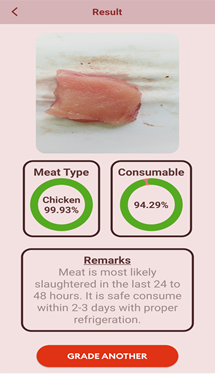 Result
Meat Type
Chicken
99.93%
Consumable
94.29%
Remarks
Meat is most likely
slaughtered in the last 24 to
48 hours. It is safe consume
within 2-3 days with proper
refrigeration.
GRADE ANOTHER